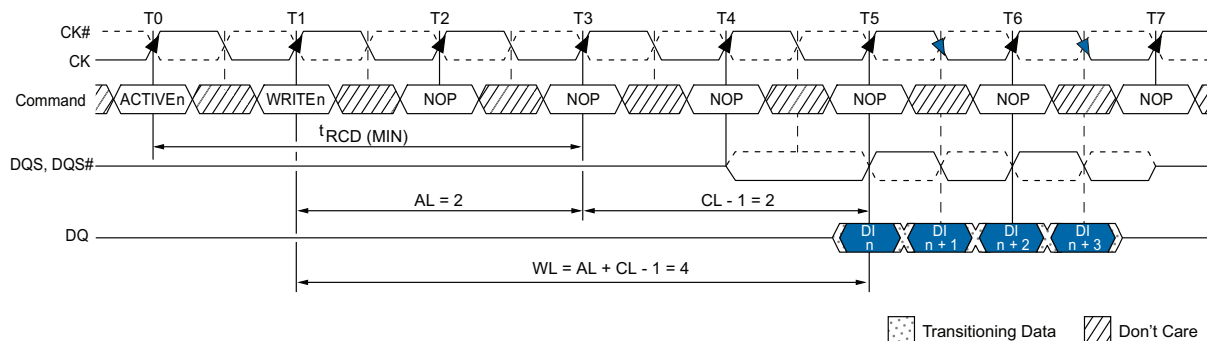 T0 T1 T2 T3 T4 T5 T6 T7
CK#
CK
Command ACTIVEn WRITEn NOP NOP NOP NOP NOP NOP
tRCD (MIN)
DQS, DQS#
AL = 2 CL - 1 = 2
DQ DI n DI n + 1 DI n + 2 DI n + 3
WL = AL + CL - 1 = 4
Transitioning Data Don't Care